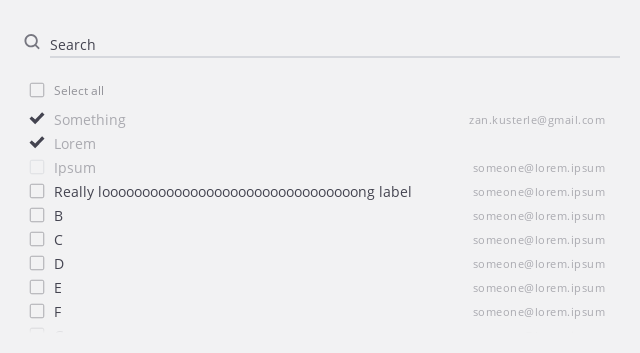 Search
Select all
Something zan.kusterle@gmail.com
Lorem
Ipsum someone@lorem.ipsum
Really looooooooooooooooooooooooooooooooong label someone@lorem.ipsum
B someone@lorem.ipsum
C someone@lorem.ipsum
D someone@lorem.ipsum
E someone@lorem.ipsum
F someone@lorem.ipsum